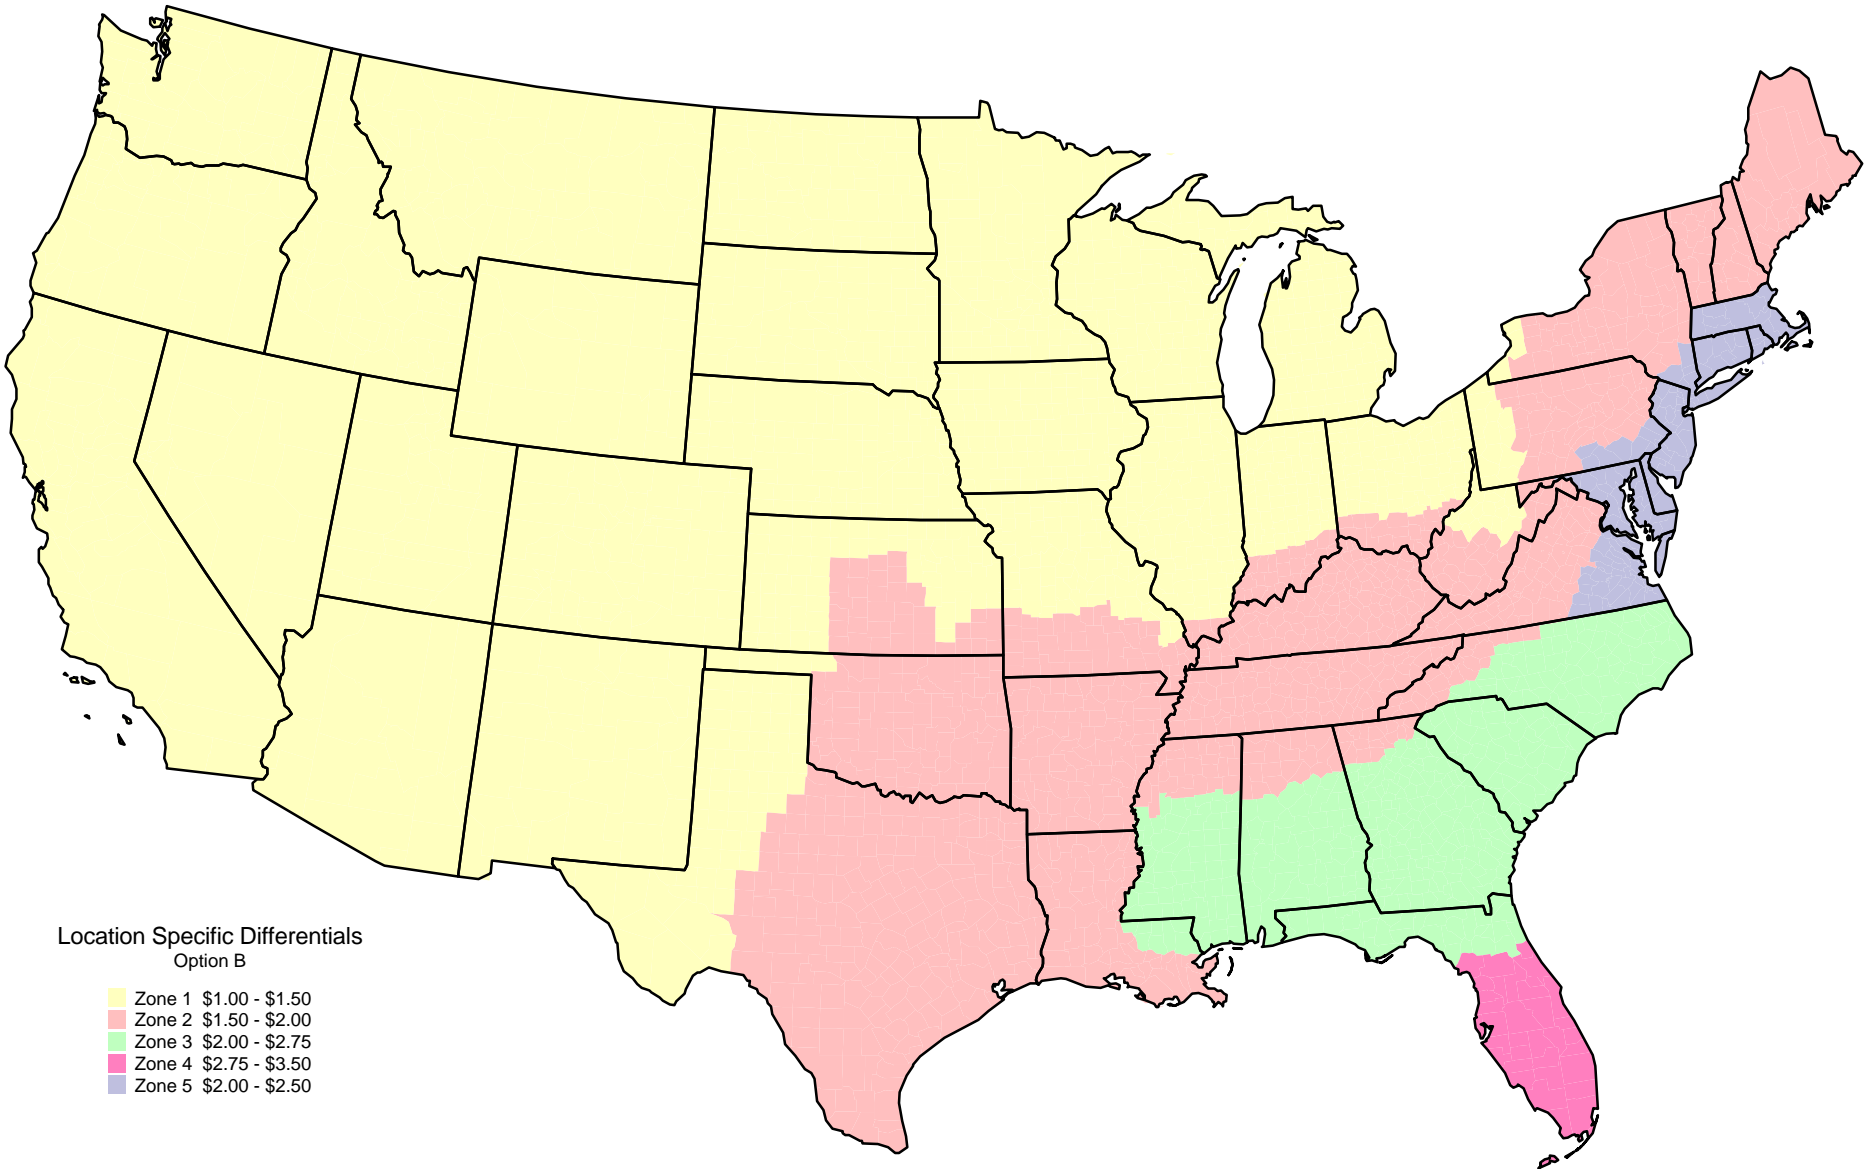 Location Specific Differentials
Option B
Zone 1 $1.00 - $1.50
Zone 2 $1.50 - $2.00
Zone 3 $2.00 - $2.75
Zone 4 $2.75 - $3.50
Zone 5 $2.00 - $2.50